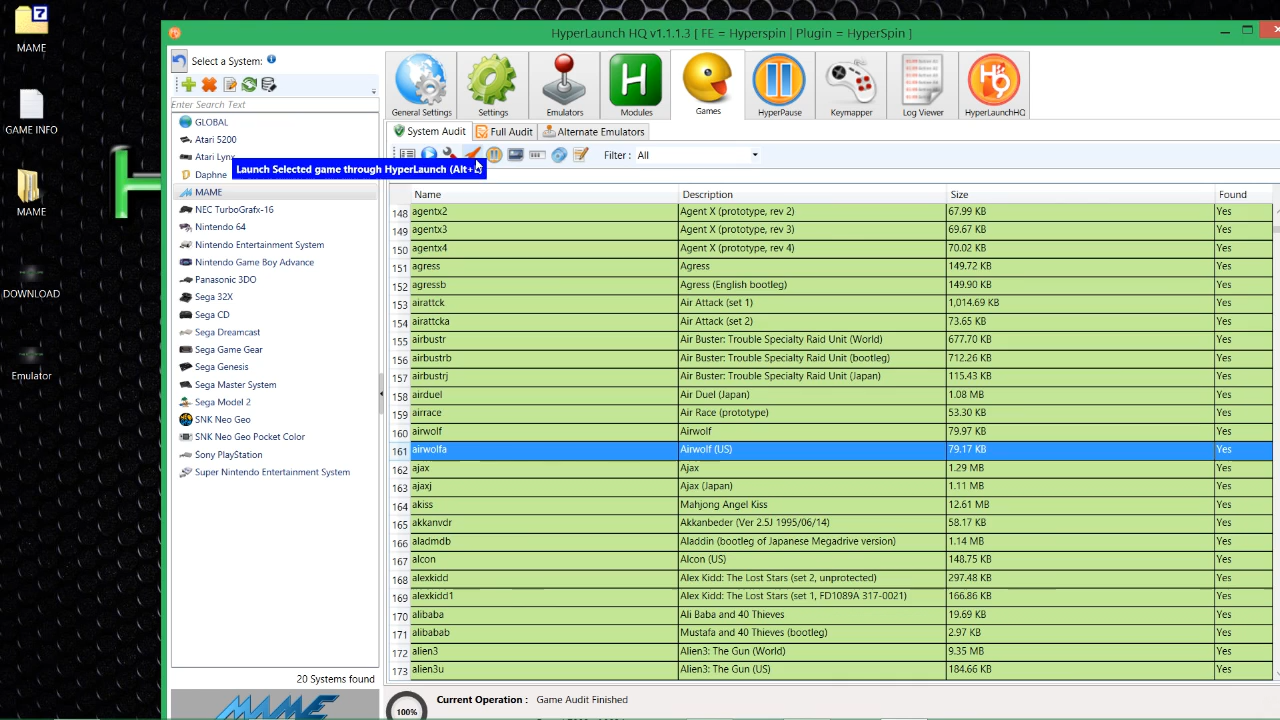 MAME
GAME INFO
MAME
DOWNLOAD
Emulator
HyperLaunch HQ v1.1.1.3 [ FE = Hyperspin | Plugin = HyperSpin ]
Select a System:
Enter Search Text
GLOBAL
Atari 5200
Atari Lynx
Daphne
MAME
NEC TurboGrafx-16
Nintendo 64
Nintendo Entertainment System
Nintendo Game Boy Advance
Panasonic 3DO
Sega 32X
Sega CD
Sega Dreamcast
Sega Game Gear
Sega Genesis
Sega Master System
Sega Model 2
SNK Neo Geo
SNK Neo Geo Pocket Color
Sony PlayStation
Super Nintendo Entertainment System
20 Systems found
MAME
General Settings Settings Emulators Modules Games HyperPause Keymapper Log Viewer HyperLaunchHQ
System Audit Full Audit Alternate Emulators
Filter : All
Launch Selected game through HyperLaunch
Name Description Size Found
148 agentx2 Agent X (prototype, rev 2) 67.99 KB Yes
149 agentx3 Agent X (prototype, rev 3) 69.67 KB Yes
150 agentx4 Agent X (prototype, rev 4) 70.02 KB Yes
151 agress Agress 149.72 KB Yes
152 agressb Agress (English bootleg) 149.90 KB Yes
153 airattck Air Attack (set 1) 1,014.69 KB Yes
154 airattcka Air Attack (set 2) 73.65 KB Yes
155 airbustr Air Buster: Trouble Specialty Raid Unit (World) 677.70 KB Yes
156 airbustrb Air Buster: Trouble Specialty Raid Unit (bootleg) 712.26 KB Yes
157 airbustrj Air Buster: Trouble Specialty Raid Unit (Japan) 115.43 KB Yes
158 airduel Air Duel (Japan) 1.08 MB Yes
159 airrace Air Race (prototype) 53.30 KB Yes
160 airwolf Airwolf 79.97 KB Yes
161 airwolfa Airwolf (US) 79.17 KB Yes
162 ajax Ajax 1.29 MB Yes
163 ajaxj Ajax (Japan) 1.11 MB Yes
164 akiss Mahjong Angel Kiss 12.61 MB Yes
165 akkanvdr Akkanbeder (Ver 2.5J 1995/06/14) 58.17 KB Yes
166 aladmdb Aladdin (bootleg of Japanese Megadrive version) 1.14 MB Yes
167 alcon Alcon (US) 148.75 KB Yes
168 alexkidd Alex Kidd: The Lost Stars (set 2, unprotected) 297.48 KB Yes
169 alexkidd1 Alex Kidd: The Lost Stars (set 1, FD1089A 317-0021) 166.86 KB Yes
170 alibaba Ali Baba and 40 Thieves 19.69 KB Yes
171 alibabab Mustafa and 40 Thieves (bootleg) 2.97 KB Yes
172 alien3 Alien3: The Gun (World) 9.35 MB Yes
173 alien3u Alien3: The Gun (US) 184.66 KB Yes
100% Current Operation : Game Audit Finished